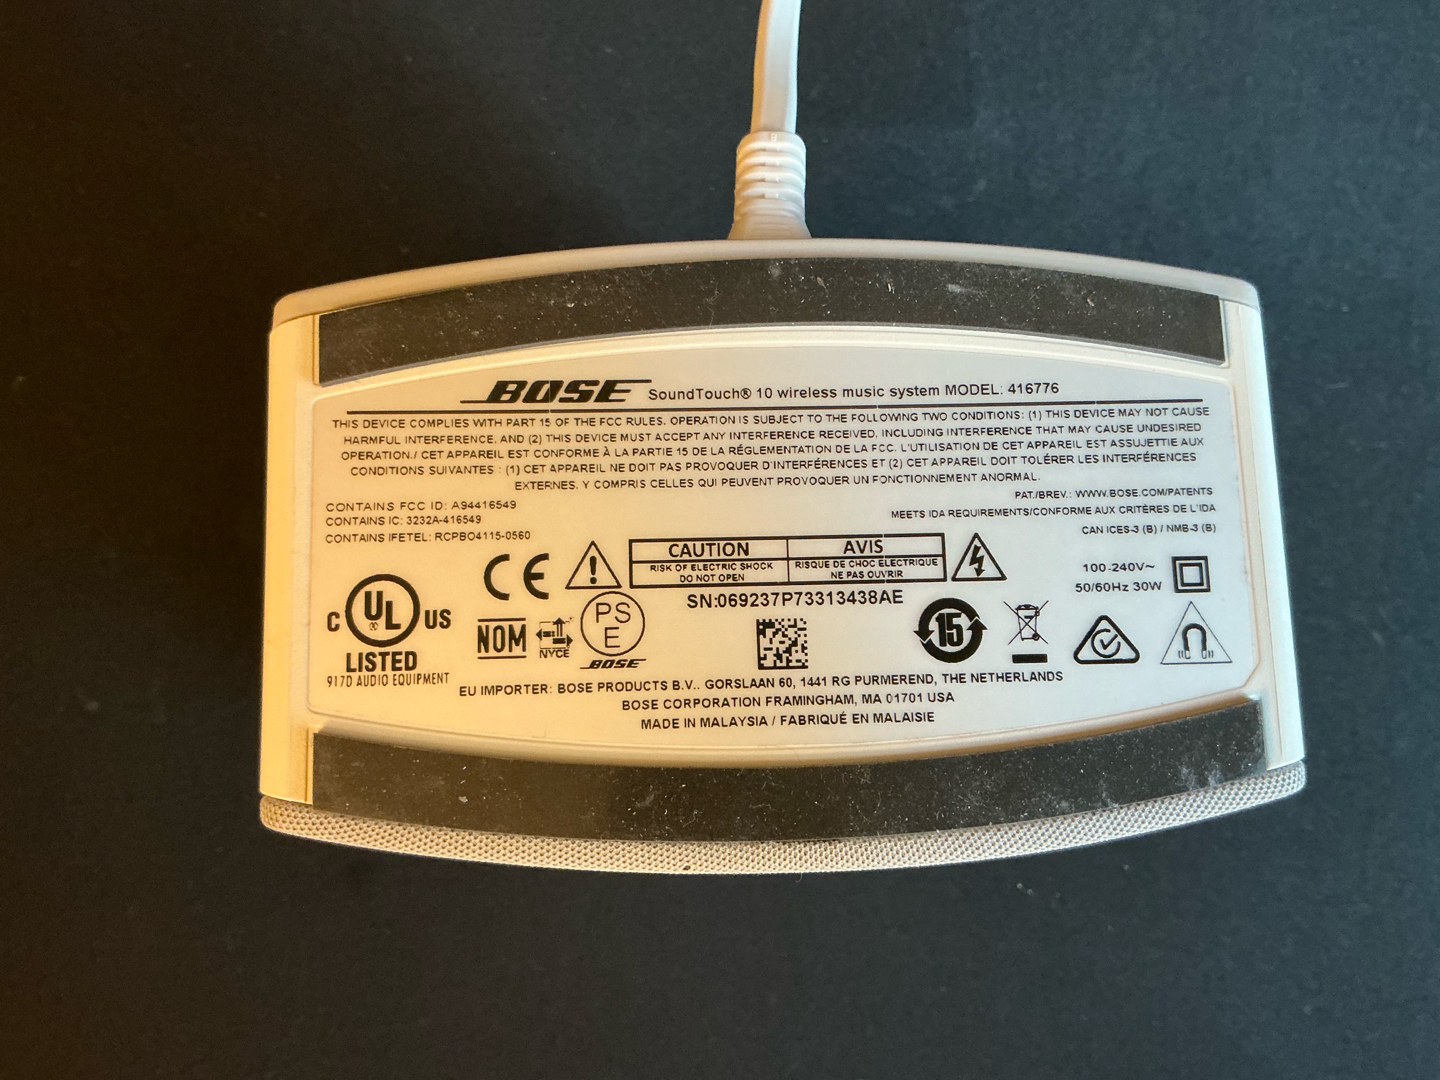 BOSE SoundTouch® 10 wireless music system MODEL: 416776
THIS DEVICE COMPLIES WITH PART 15 OF THE FCC RULES. OPERATION IS SUBJECT TO THE FOLLOWING TWO CONDITIONS: (1) THIS DEVICE MAY NOT CAUSE
HARMFUL INTERFERENCE, AND (2) THIS DEVICE MUST ACCEPT ANY INTERFERENCE RECEIVED, INCLUDING INTERFERENCE THAT MAY CAUSE UNDESIRED
OPERATION./ CET APPAREIL EST CONFORME À LA PARTIE 15 DE LA RÉGLEMENTATION DE LA FCC. L'UTILISATION DE CET APPAREIL EST ASSUJETTIE AUX
CONDITIONS SUIVANTES : (1) CET APPAREIL NE DOIT PAS PROVOQUER D'INTERFÉRENCES ET (2) CET APPAREIL DOIT TOLÉRER LES INTERFÉRENCES
EXTERNES, Y COMPRIS CELLES QUI PEUVENT PROVOQUER UN FONCTIONNEMENT ANORMAL.
CONTAINS FCC ID: A94416549
CONTAINS IC: 3232A-416549
CONTAINS IFETEL: RCPBO4115-0560
PAT./BREV.: WWW.BOSE.COM/PATENTS
MEETS IDA REQUIREMENTS/CONFORME AUX CRITÈRES DE L'IDA
CAN ICES-3 (B) / NMB-3 (B)
CE
CAUTION AVIS
RISK OF ELECTRIC SHOCK RISQUE DE CHOC ELECTRIQUE
DO NOT OPEN NE PAS OUVRIR
100-240V~
50/60Hz 30W
SN:069237P73313438AE
C UL ® US
LISTED
917D AUDIO EQUIPMENT
NOM
NYCE
PS
E
BOSE
15
EU IMPORTER: BOSE PRODUCTS B.V.. GORSLAAN 60, 1441 RG PURMEREND, THE NETHERLANDS
BOSE CORPORATION FRAMINGHAM, MA 01701 USA
MADE IN MALAYSIA / FABRIQUÉ EN MALAISIE